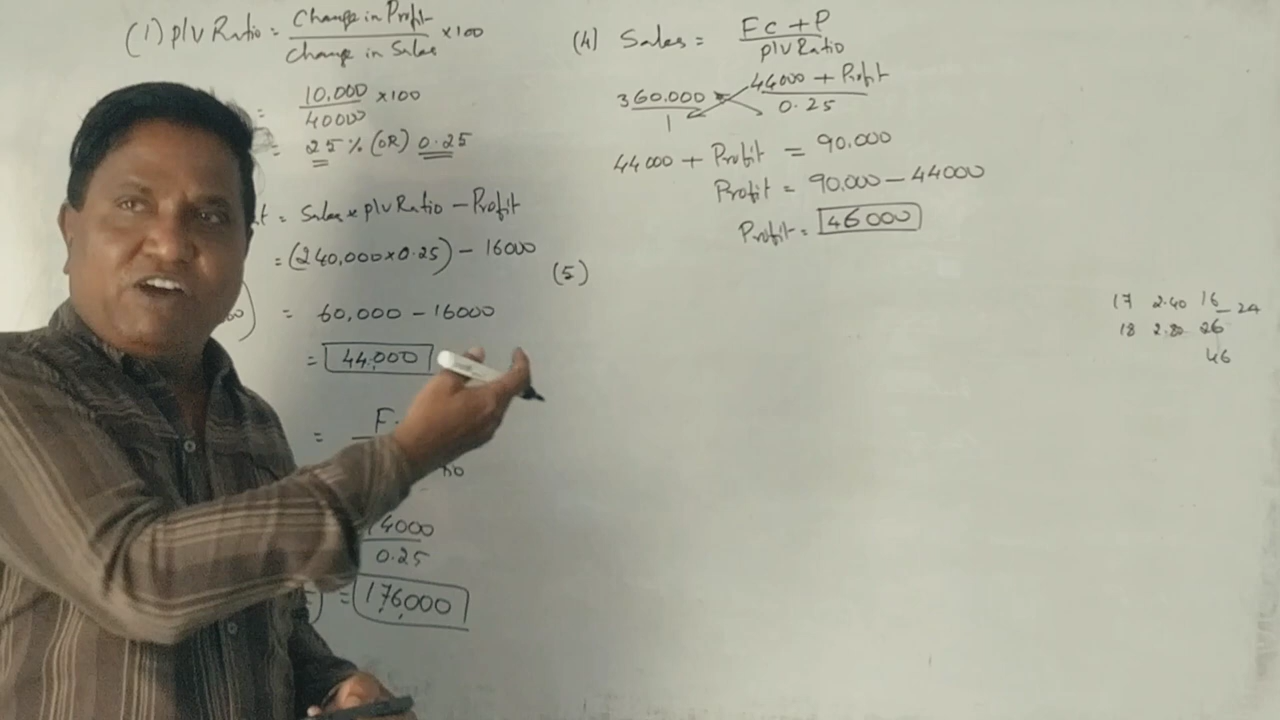 (1) P/V Ratio = Change in Profit / Change in Sales × 100
= 10,000 / 40000 × 100
= 25 % (OR) 0.25
t = Sales × P/V Ratio − Profit
= (240,000 × 0.25) − 16000
= 60,000 − 16000
= 44,000
= F
0.25
= 176000
(4) Sales = FC + P / P/V Ratio
360.000 / 1 44000 + Profit / 0.25
44000 + Profit = 90.000
Profit = 90.000 − 44000
Profit = 46000
(5)
17 2.40 16 24
18 2.80 26
46